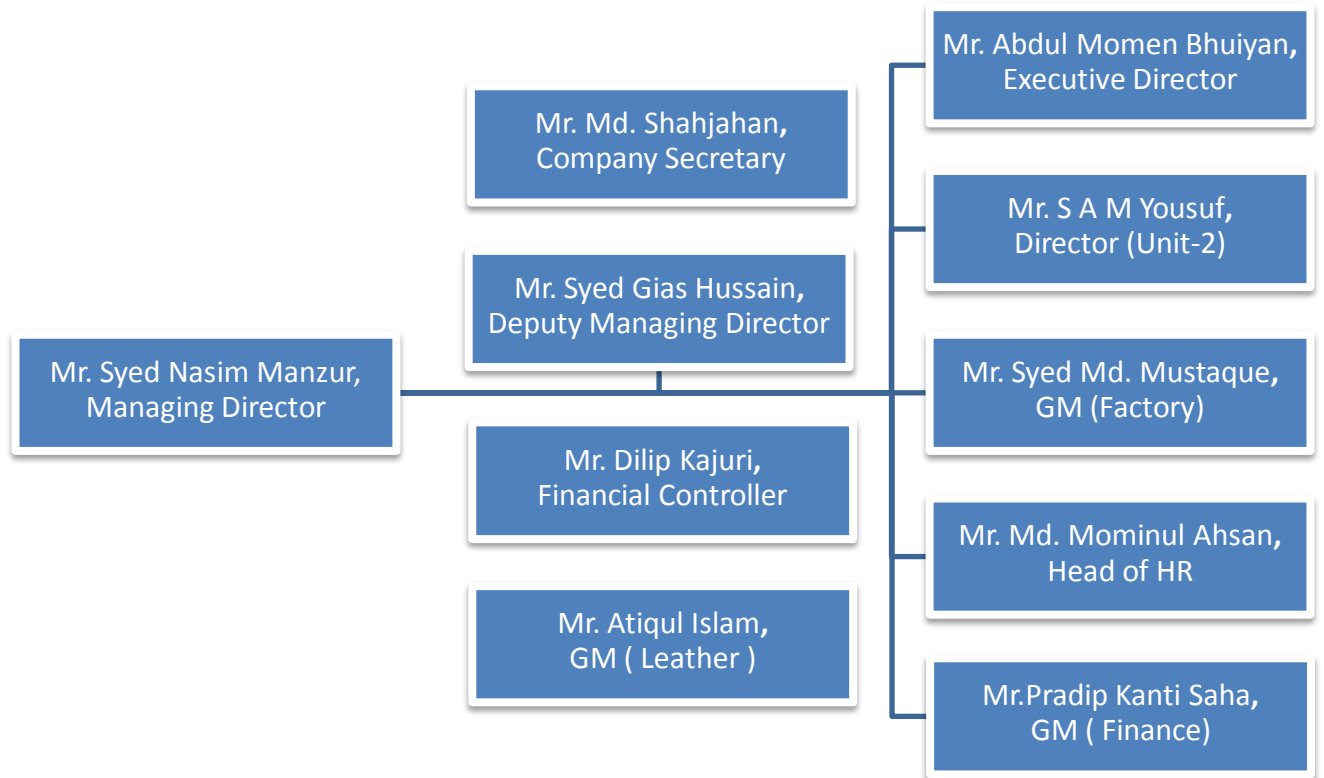 Mr. Syed Nasim Manzur,
Managing Director
Mr. Md. Shahjahan,
Company Secretary
Mr. Syed Gias Hussain,
Deputy Managing Director
Mr. Dilip Kajuri,
Financial Controller
Mr. Atiqul Islam,
GM ( Leather )
Mr. Abdul Momen Bhuiyan,
Executive Director
Mr. S A M Yousuf,
Director (Unit-2)
Mr. Syed Md. Mustaque,
GM (Factory)
Mr. Md. Mominul Ahsan,
Head of HR
Mr.Pradip Kanti Saha,
GM ( Finance)